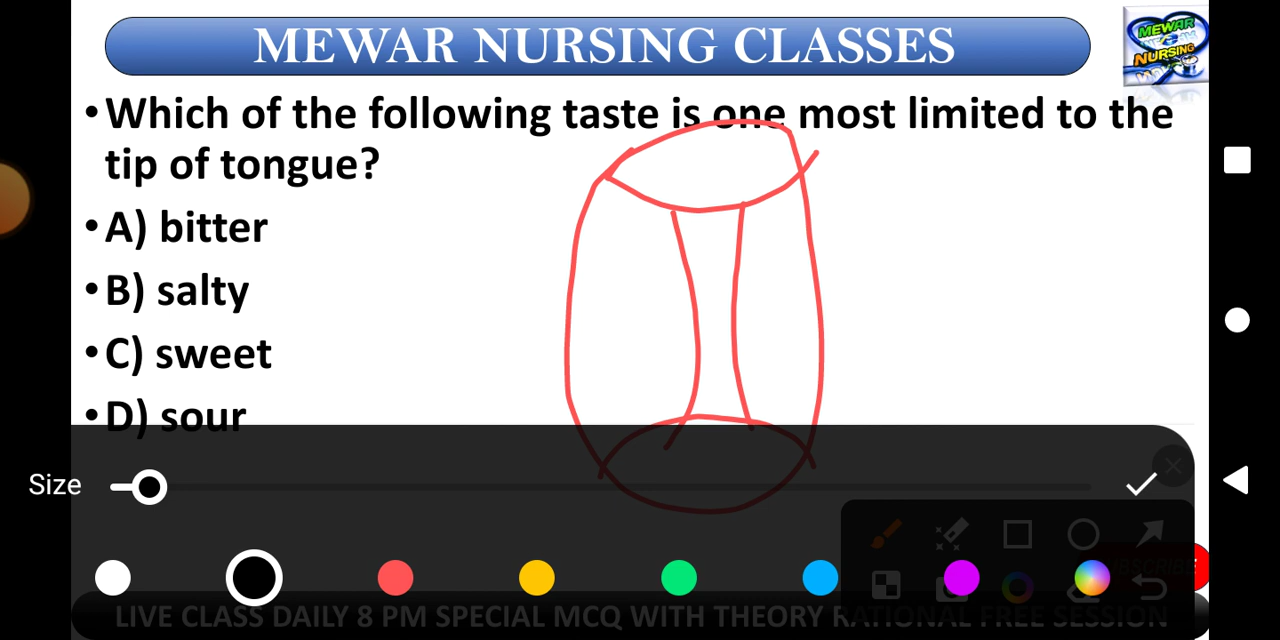 MEWAR NURSING CLASSES
MEWAR
NURSING
•Which of the following taste is one most limited to the
tip of tongue?
•A) bitter
•B) salty
•C) sweet
•D) sour
Size
LIVE CLASS DAILY 8 PM SPECIAL MCQ WITH THEORY RATIONAL FREE SESSION